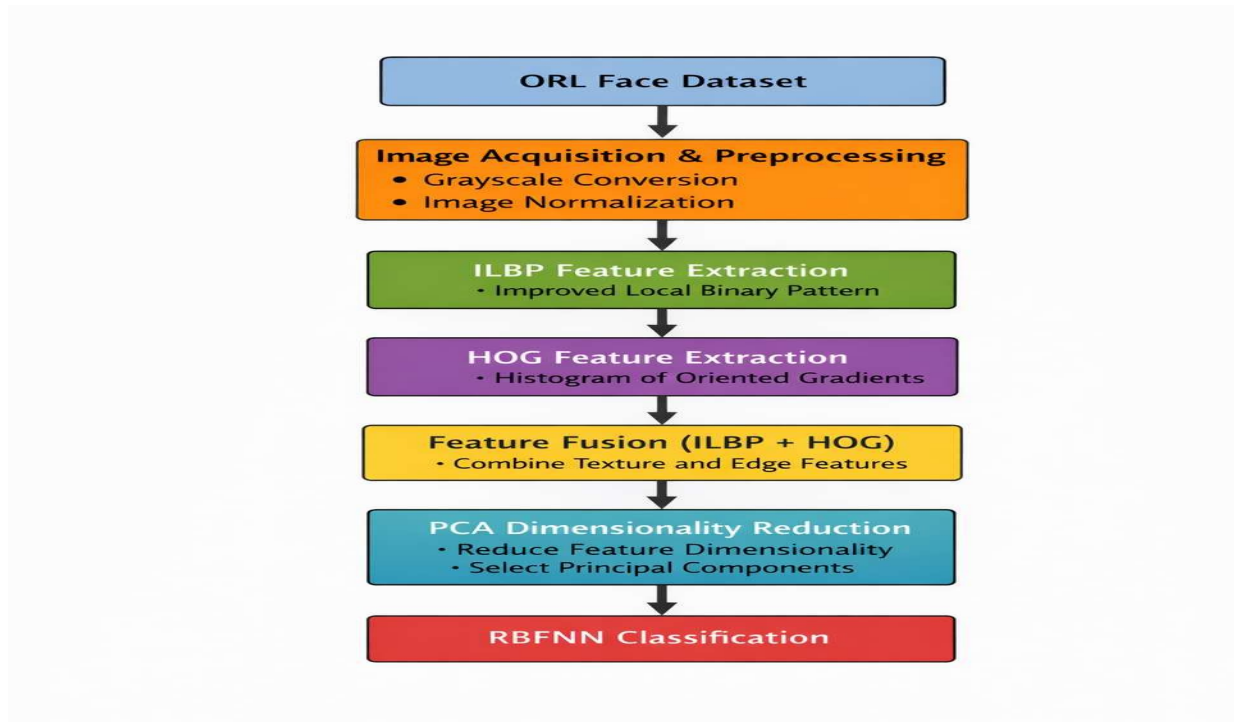 ORL Face Dataset
Image Acquisition & Preprocessing
• Grayscale Conversion
• Image Normalization
ILBP Feature Extraction
• Improved Local Binary Pattern
HOG Feature Extraction
• Histogram of Oriented Gradients
Feature Fusion (ILBP + HOG)
• Combine Texture and Edge Features
PCA Dimensionality Reduction
• Reduce Feature Dimensionality
• Select Principal Components
RBFNN Classification